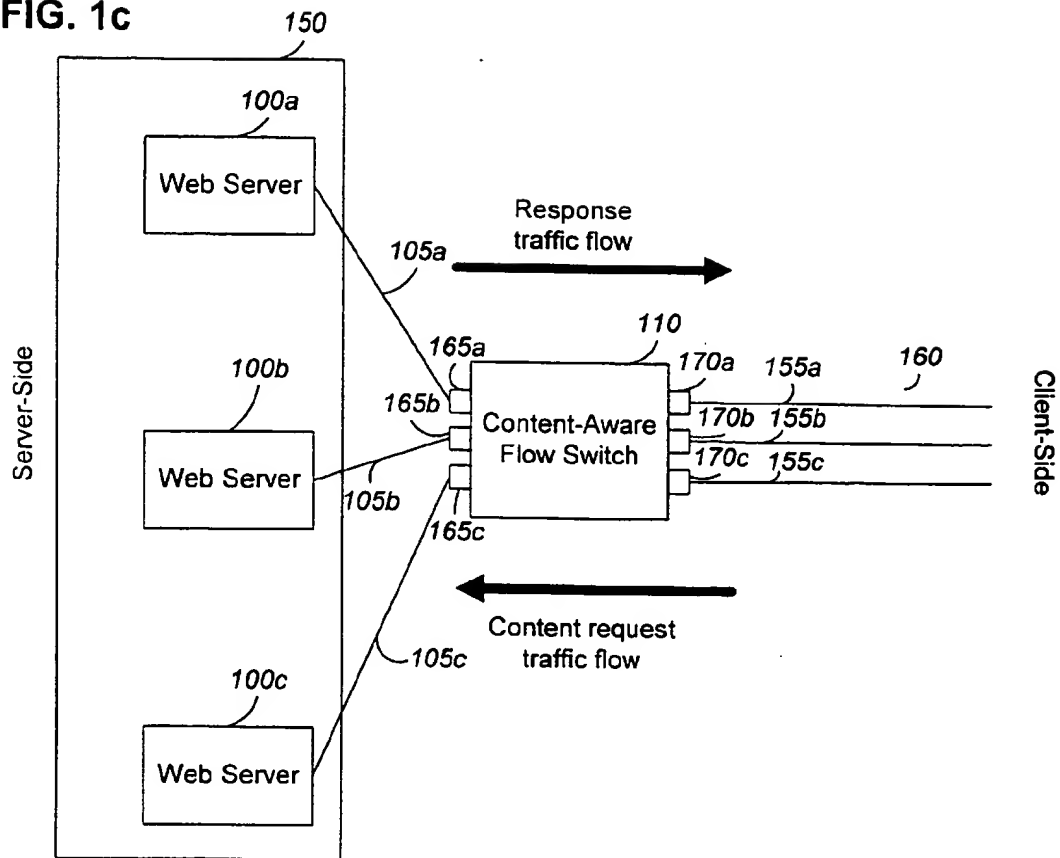 FIG. 1c
150
100a
Web Server
Response
traffic flow
105a
110
165a
170a
155a
160
Server-Side
100b
165b
Content-Aware
Flow Switch
170b
155b
Client-Side
Web Server
105b
170c
155c
165c
Content request
traffic flow
105c
100c
Web Server